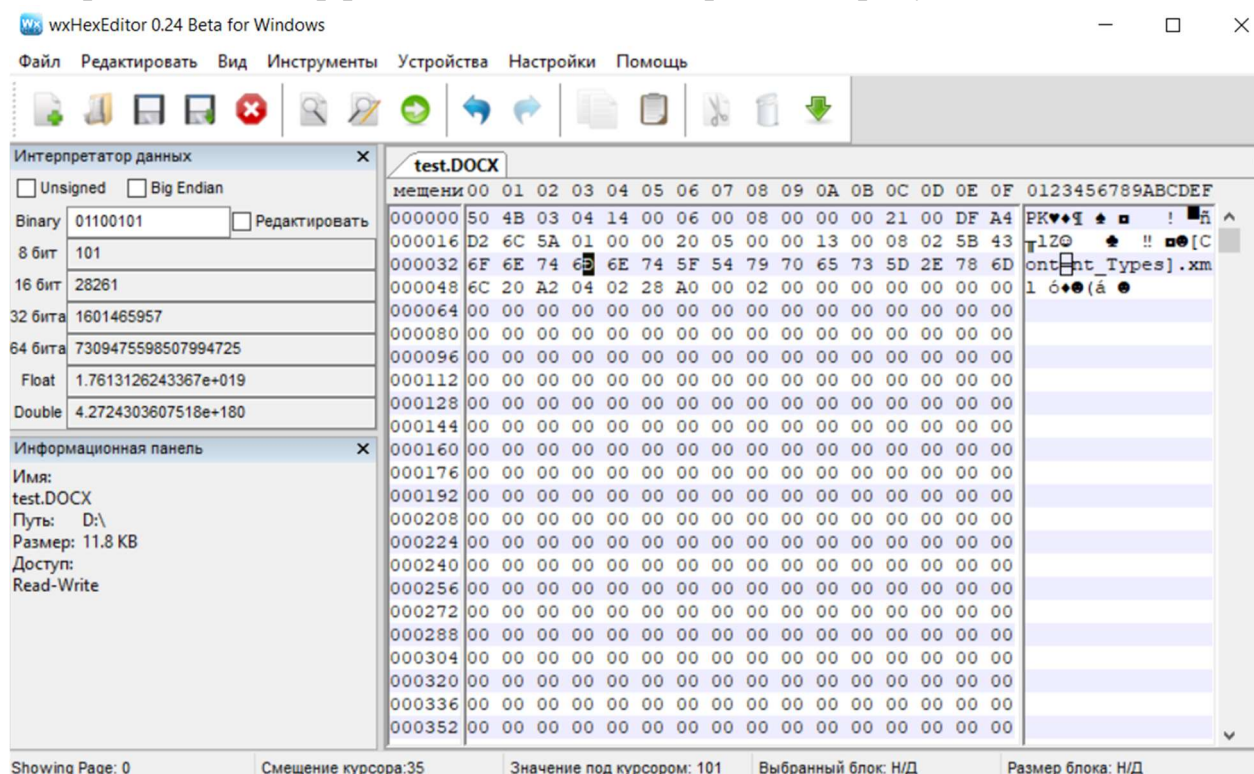 wxHexEditor 0.24 Beta for Windows
Файл Редактировать Вид Инструменты Устройства Настройки Помощь
Интерпретатор данных
Unsigned Big Endian
Binary 01100101 Редактировать
8 бит 101
16 бит 28261
32 бита 1601465957
64 бита 7309475598507994725
Float 1.7613126243367e+019
Double 4.2724303607518e+180
Информационная панель
Имя:
test.DOCX
Путь: D:\
Размер: 11.8 KB
Доступ:
Read-Write
test.DOCX
мещени 00 01 02 03 04 05 06 07 08 09 0A 0B 0C 0D 0E 0F 0123456789ABCDEF
000000 50 4B 03 04 14 00 06 00 08 00 00 00 21 00 DF A4 PK♥♦¶ ♠ ◘ ! ▀ñ
000016 D2 6C 5A 01 00 00 20 05 00 00 13 00 08 02 5B 43 ╥lZ☺ ♣ ‼ ◘☻[C
000032 6F 6E 74 6E 74 5F 54 79 70 65 73 5D 2E 78 6D ont nt_Types].xm
000048 6C 20 A2 04 02 28 A0 00 02 00 00 00 00 00 00 00 l ó♦☻(á ☻
000064 00 00 00 00 00 00 00 00 00 00 00 00 00 00 00 00
000080 00 00 00 00 00 00 00 00 00 00 00 00 00 00 00 00
000096 00 00 00 00 00 00 00 00 00 00 00 00 00 00 00 00
000112 00 00 00 00 00 00 00 00 00 00 00 00 00 00 00 00
000128 00 00 00 00 00 00 00 00 00 00 00 00 00 00 00 00
000144 00 00 00 00 00 00 00 00 00 00 00 00 00 00 00 00
000160 00 00 00 00 00 00 00 00 00 00 00 00 00 00 00 00
000176 00 00 00 00 00 00 00 00 00 00 00 00 00 00 00 00
000192 00 00 00 00 00 00 00 00 00 00 00 00 00 00 00 00
000208 00 00 00 00 00 00 00 00 00 00 00 00 00 00 00 00
000224 00 00 00 00 00 00 00 00 00 00 00 00 00 00 00 00
000240 00 00 00 00 00 00 00 00 00 00 00 00 00 00 00 00
000256 00 00 00 00 00 00 00 00 00 00 00 00 00 00 00 00
000272 00 00 00 00 00 00 00 00 00 00 00 00 00 00 00 00
000288 00 00 00 00 00 00 00 00 00 00 00 00 00 00 00 00
000304 00 00 00 00 00 00 00 00 00 00 00 00 00 00 00 00
000320 00 00 00 00 00 00 00 00 00 00 00 00 00 00 00 00
000336 00 00 00 00 00 00 00 00 00 00 00 00 00 00 00 00
000352 00 00 00 00 00 00 00 00 00 00 00 00 00 00 00 00
Showing Page: 0 Смещение курсора:35 Значение под курсором: 101 Выбранный блок: Н/Д Размер блока: Н/Д